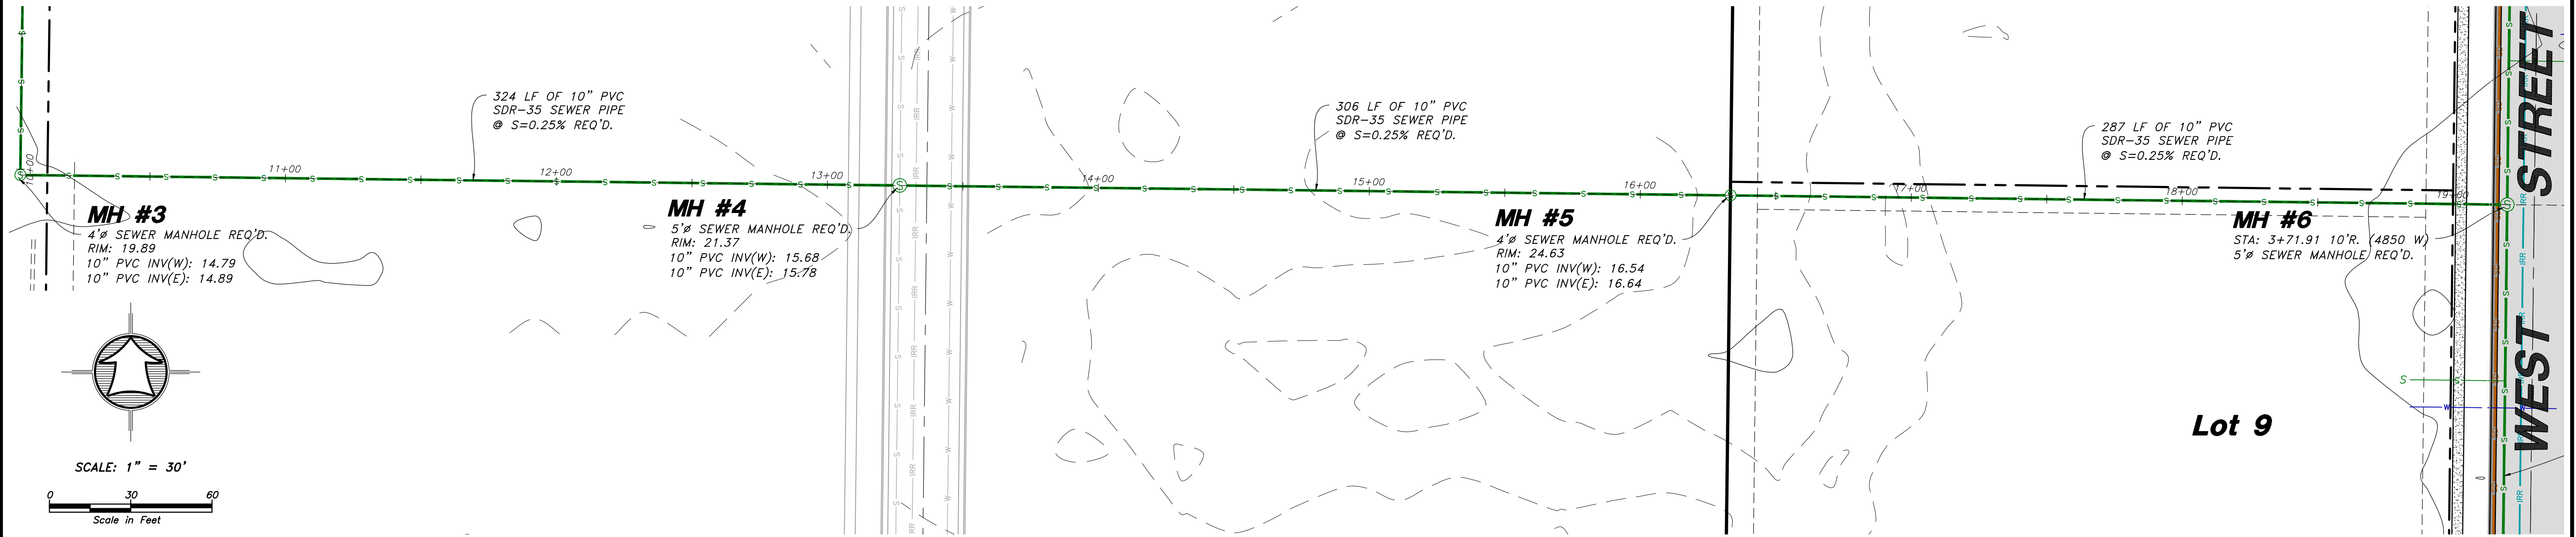 324 LF OF 10" PVC
SDR-35 SEWER PIPE
@ S=0.25% REQ'D.
306 LF OF 10" PVC
SDR-35 SEWER PIPE
@ S=0.25% REQ'D.
287 LF OF 10" PVC
SDR-35 SEWER PIPE
@ S=0.25% REQ'D.
10+00
11+00
12+00
13+00
14+00
15+00
16+00
17+00
18+00
19+00
MH #3
4'ø SEWER MANHOLE REQ'D.
RIM: 19.89
10" PVC INV(W): 14.79
10" PVC INV(E): 14.89
MH #4
5'ø SEWER MANHOLE REQ'D.
RIM: 21.37
10" PVC INV(W): 15.68
10" PVC INV(E): 15.78
MH #5
4'ø SEWER MANHOLE REQ'D.
RIM: 24.63
10" PVC INV(W): 16.54
10" PVC INV(E): 16.64
MH #6
STA: 3+71.91 10'R. (4850 W)
5'ø SEWER MANHOLE REQ'D.
WEST STREET
Lot 9
SCALE: 1" = 30'
0 30 60
Scale in Feet
S
W
IRR